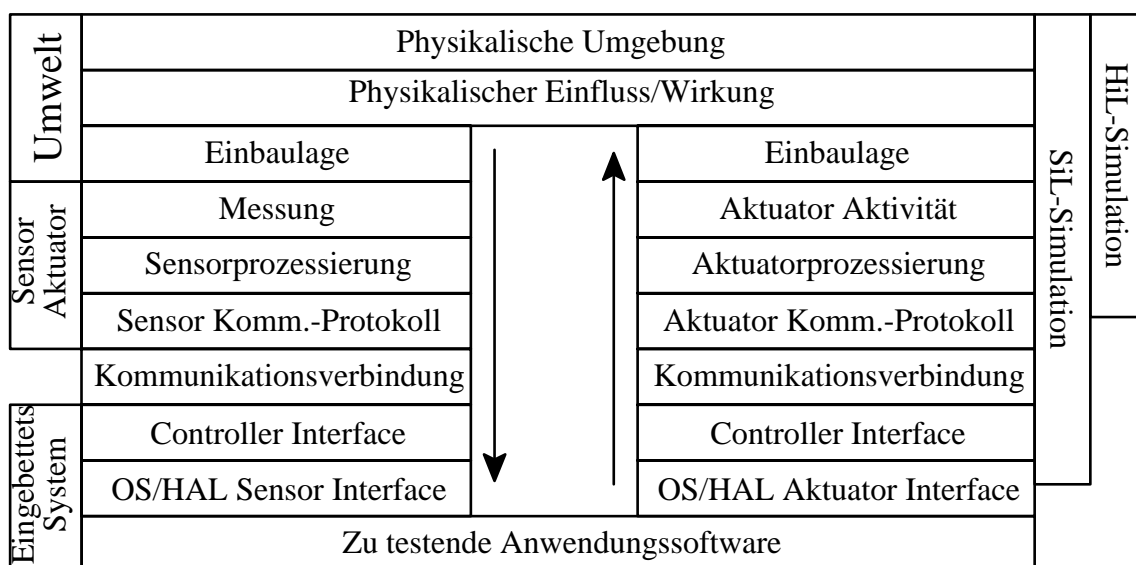 Umwelt
Physikalische Umgebung
Physikalischer Einfluss/Wirkung
Einbaulage
Einbaulage
Sensor
Aktuator
Messung
Aktuator Aktivität
Sensorprozessierung
Aktuatorprozessierung
Sensor Komm.-Protokoll
Aktuator Komm.-Protokoll
Kommunikationsverbindung
Kommunikationsverbindung
Eingebettets
System
Controller Interface
Controller Interface
OS/HAL Sensor Interface
OS/HAL Aktuator Interface
Zu testende Anwendungssoftware
SiL-Simulation
HiL-Simulation